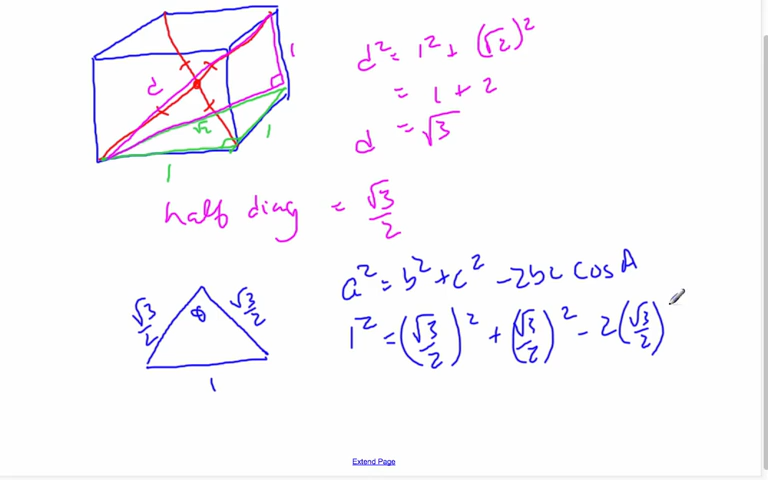 1
d
d² = 1² + (√2)²
= 1 + 2
√2
1
d = √3
1
half diag = √3/2
a² = b² + c² - 2bc cos A
√3/2 θ √3/2
1² = (√3/2)² + (√3/2)² - 2(√3/2)
1
Extend Page